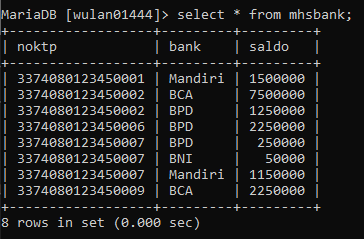 MariaDB [wulan01444]> select * from mhsbank;
+------------------+---------+---------+
| noktp            | bank    | saldo   |
+------------------+---------+---------+
| 3374080123450001 | Mandiri | 1500000 |
| 3374080123450002 | BCA     | 7500000 |
| 3374080123450002 | BPD     | 1250000 |
| 3374080123450006 | BPD     | 2250000 |
| 3374080123450007 | BPD     |  250000 |
| 3374080123450007 | BNI     |   50000 |
| 3374080123450007 | Mandiri | 1150000 |
| 3374080123450009 | BCA     | 2250000 |
+------------------+---------+---------+
8 rows in set (0.000 sec)